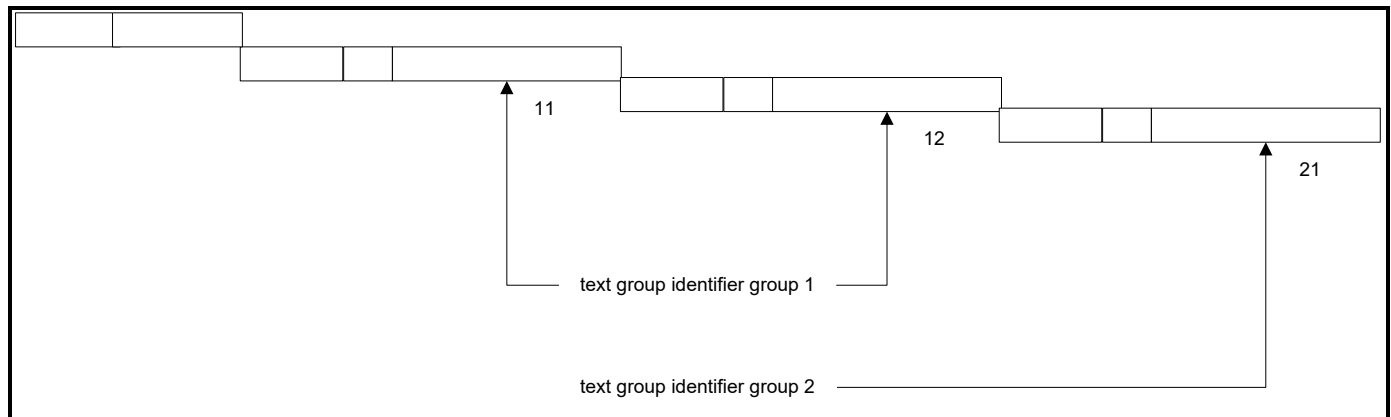 11
12
21
text group identifier group 1
text group identifier group 2